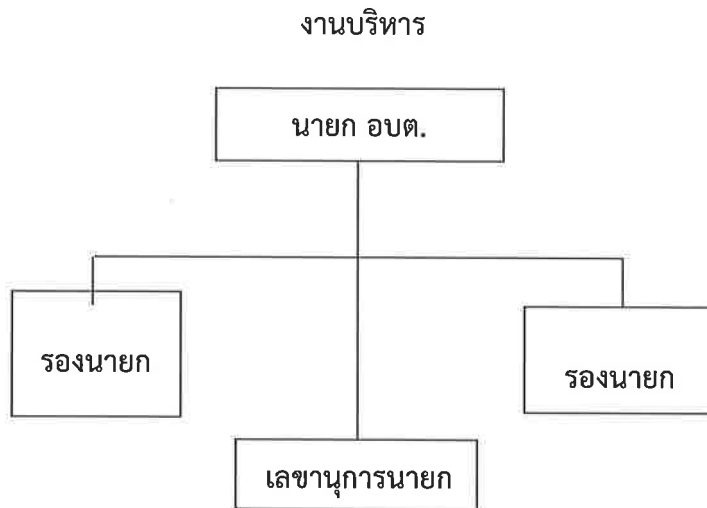 งานบริหาร
นายก อบต.
รองนายก
รองนายก
เลขานุการนายก